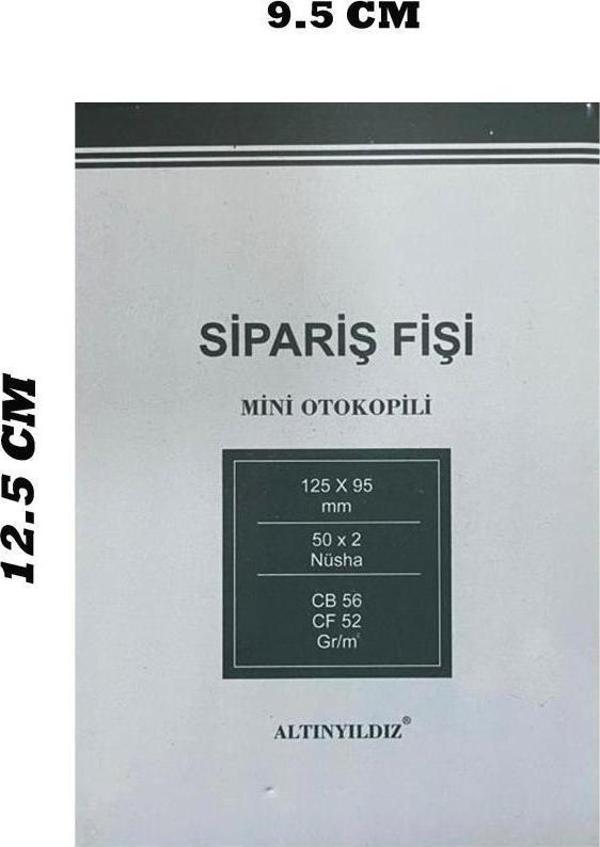 9.5 CM
12.5 CM
SİPARİŞ FİŞİ
MİNİ OTOKOPİLİ
125 X 95
mm
50 x 2
Nüsha
CB 56
CF 52
Gr/m²
ALTINYILDIZ®